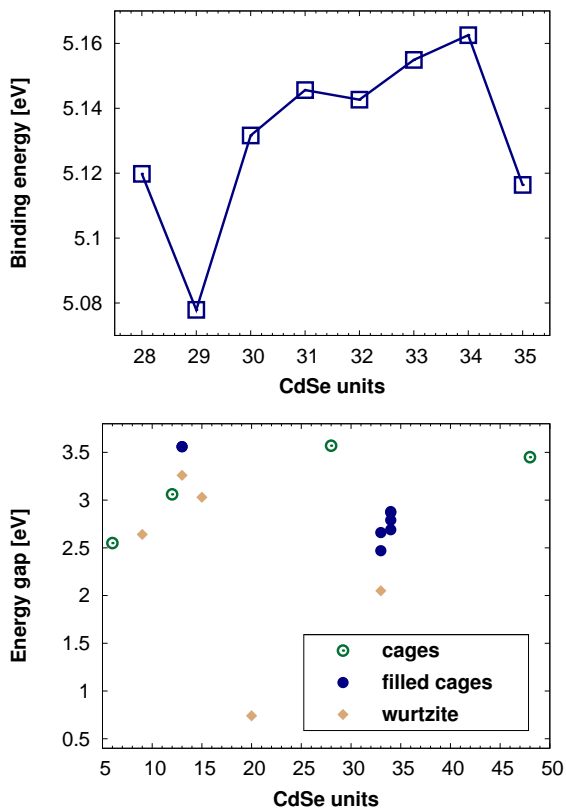 5.16
5.14
5.12
5.1
5.08
Binding energy [eV]
28 29 30 31 32 33 34 35
CdSe units
3.5
3
2.5
2
1.5
1
0.5
Energy gap [eV]
cages
filled cages
wurtzite
5 10 15 20 25 30 35 40 45 50
CdSe units